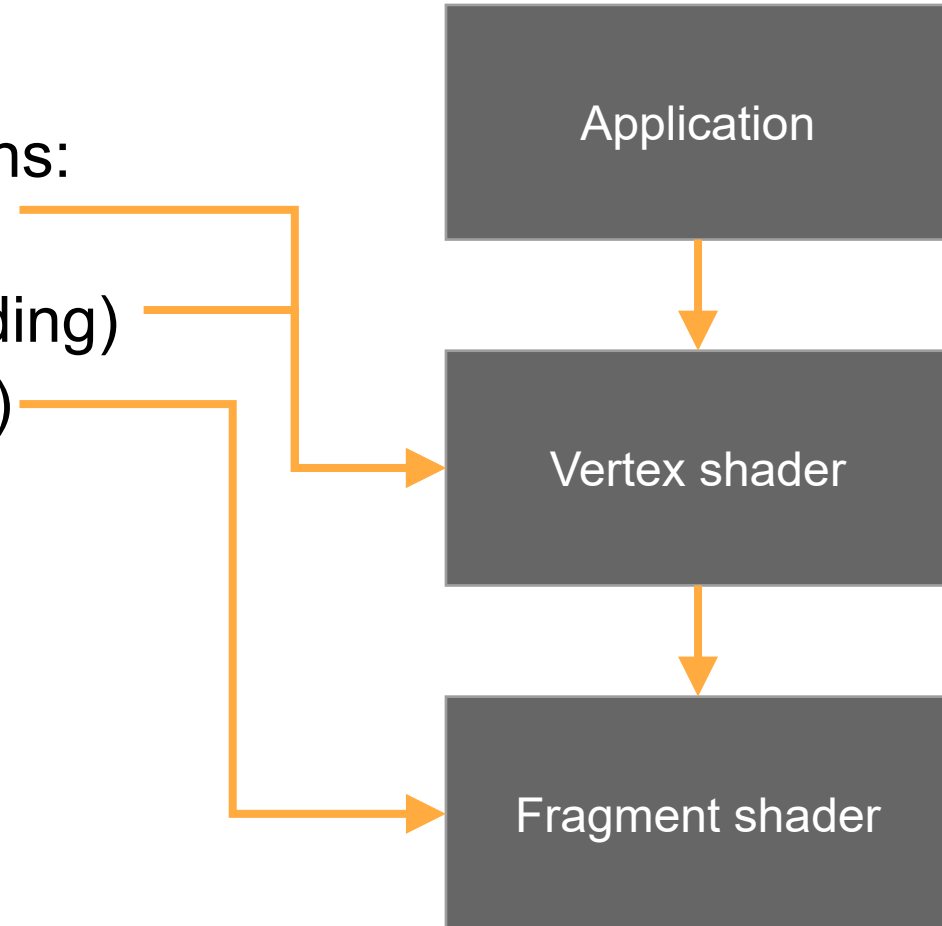 Application
ns:
ding)
)
Vertex shader
Fragment shader